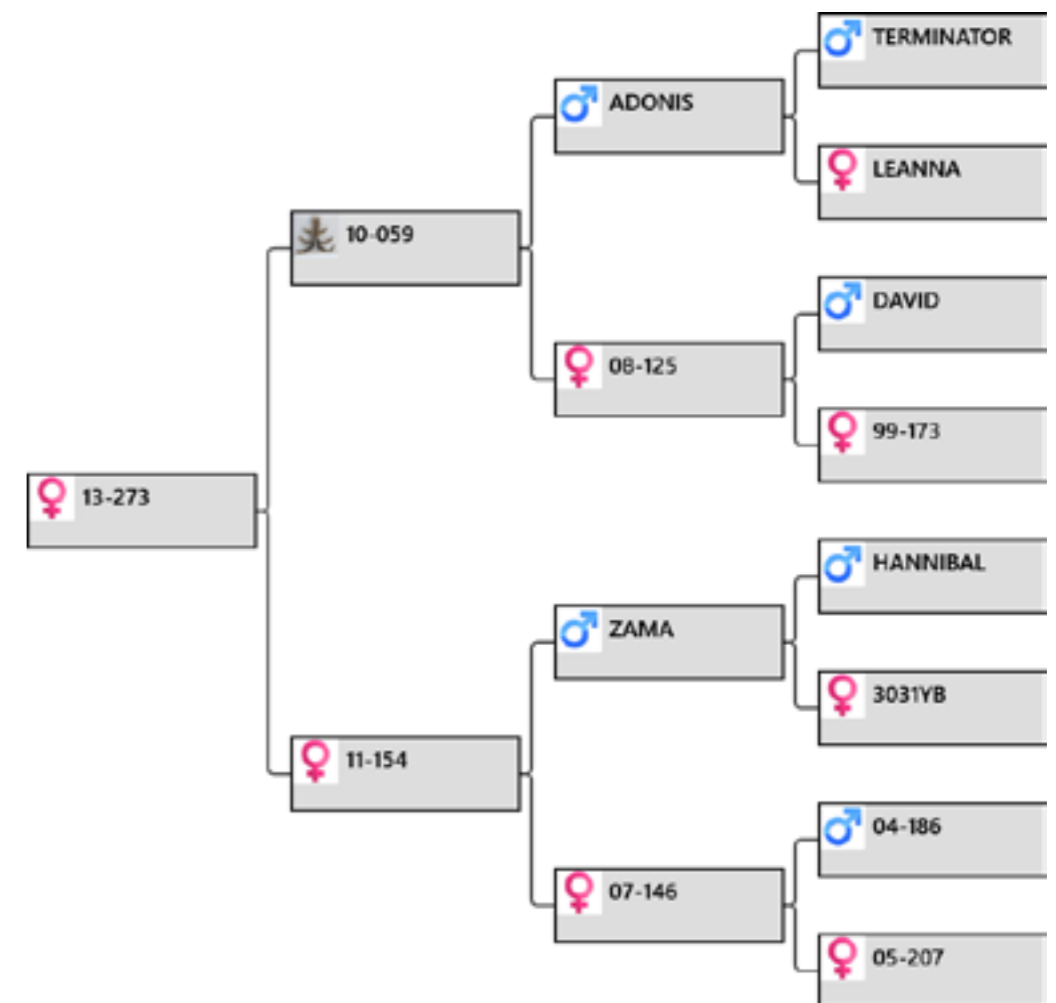 TERMINATOR
ADONIS
LEANNA
10-059
DAVID
08-125
99-173
13-273
HANNIBAL
ZAMA
3031YB
11-154
04-186
07-146
05-207